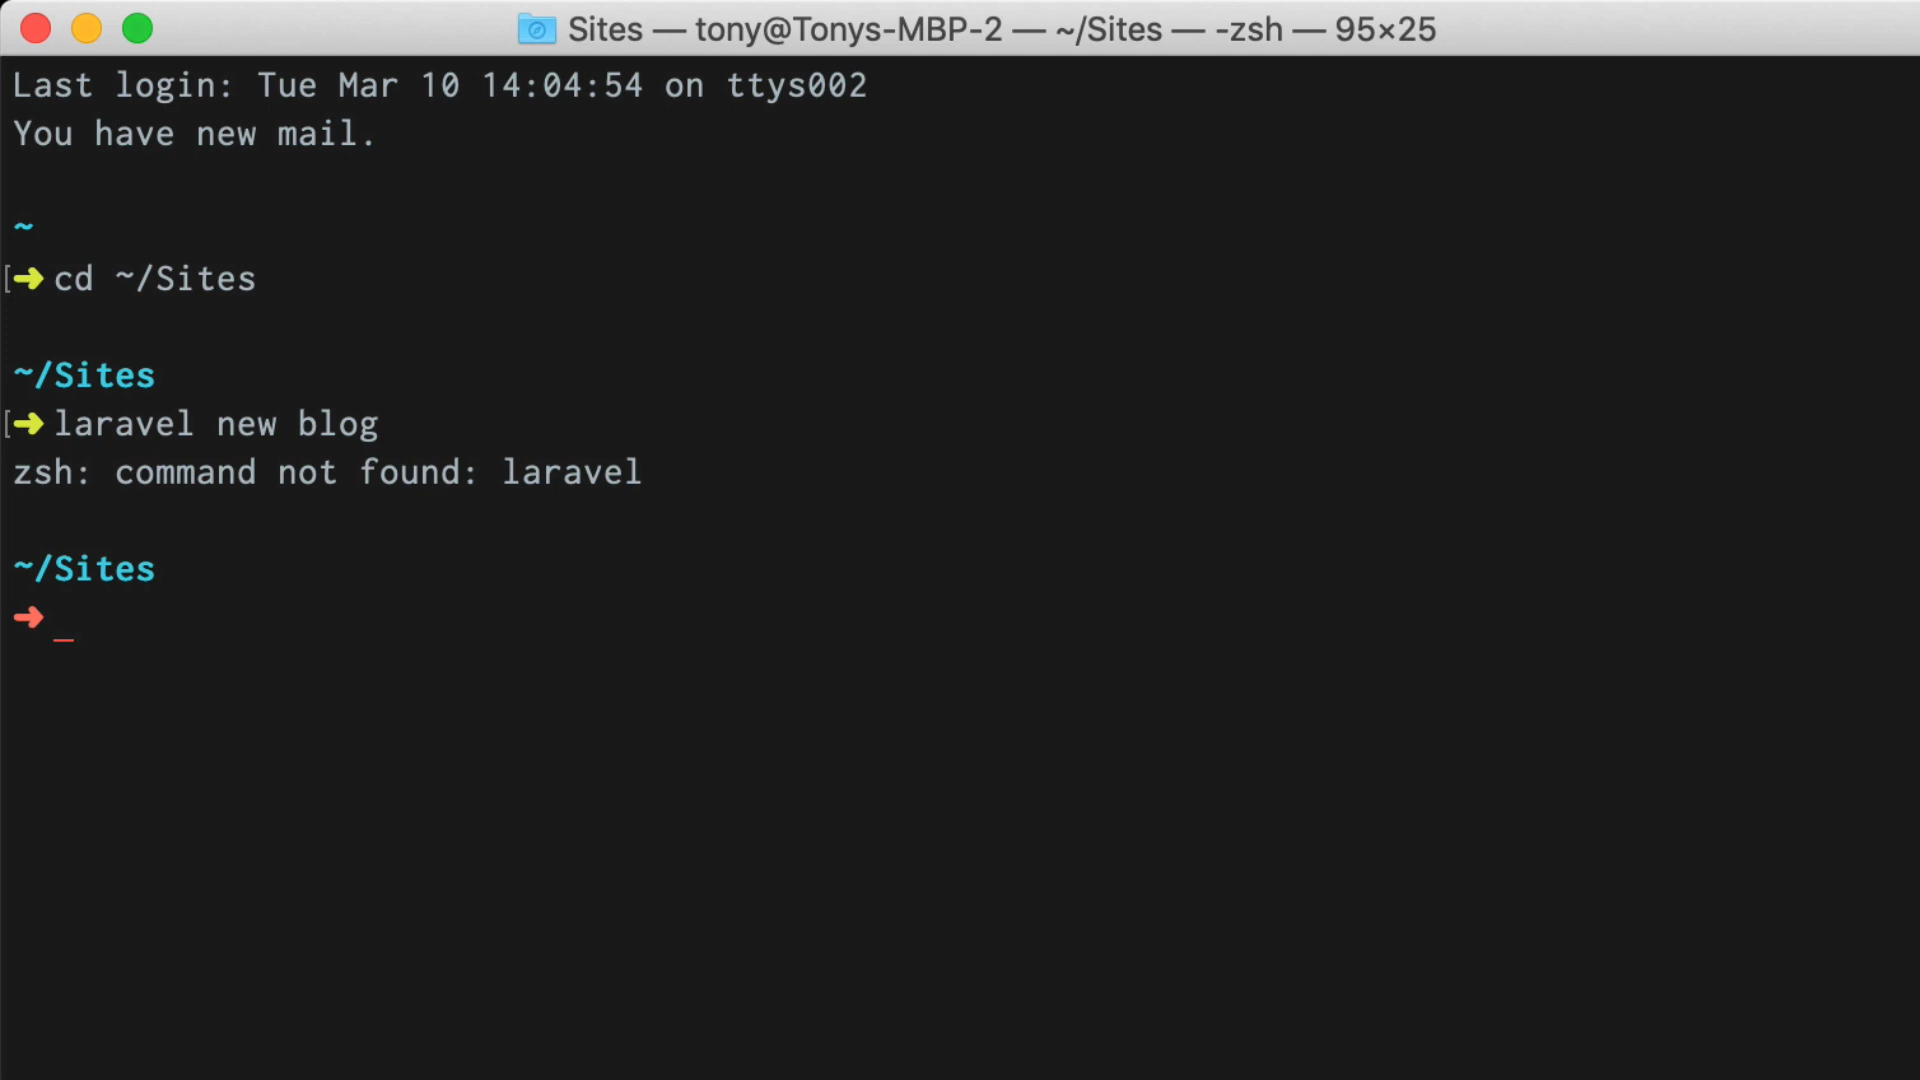 Sites — tony@Tonys-MBP-2 — ~/Sites — -zsh — 95×25
Last login: Tue Mar 10 14:04:54 on ttys002
You have new mail.
~
[➜ cd ~/Sites
~/Sites
[➜ laravel new blog
zsh: command not found: laravel
~/Sites
➜ _